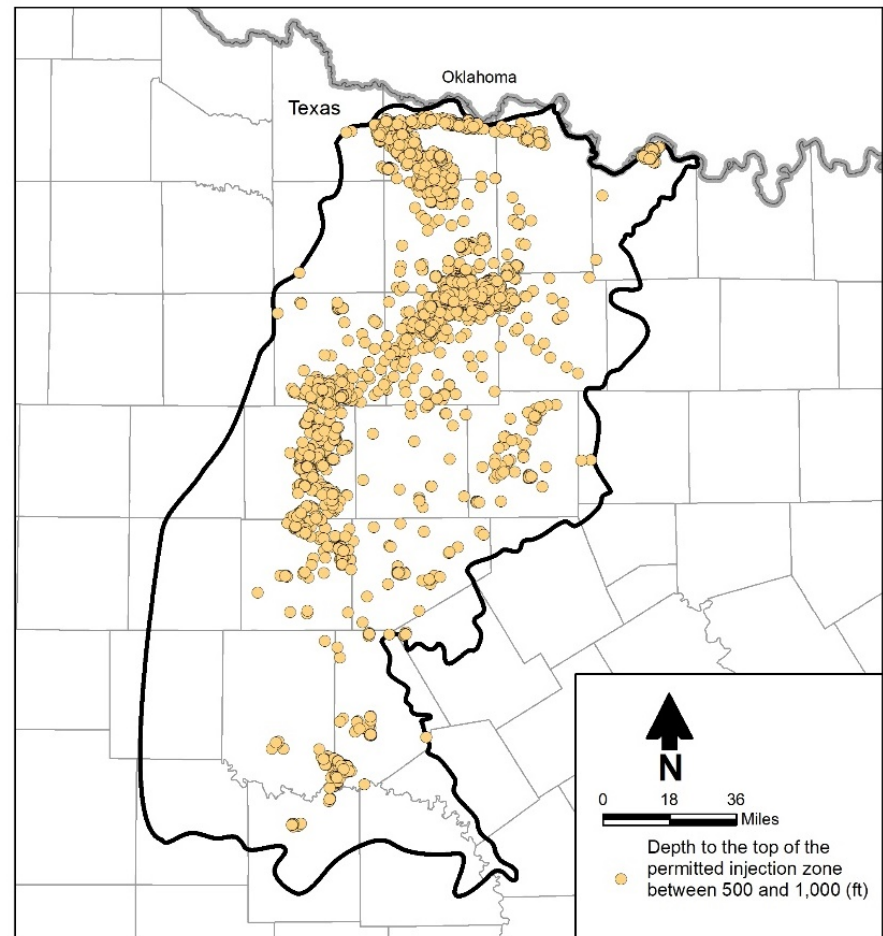 Oklahoma
Texas
N
0 18 36
Miles
Depth to the top of the
permitted injection zone
between 500 and 1,000 (ft)